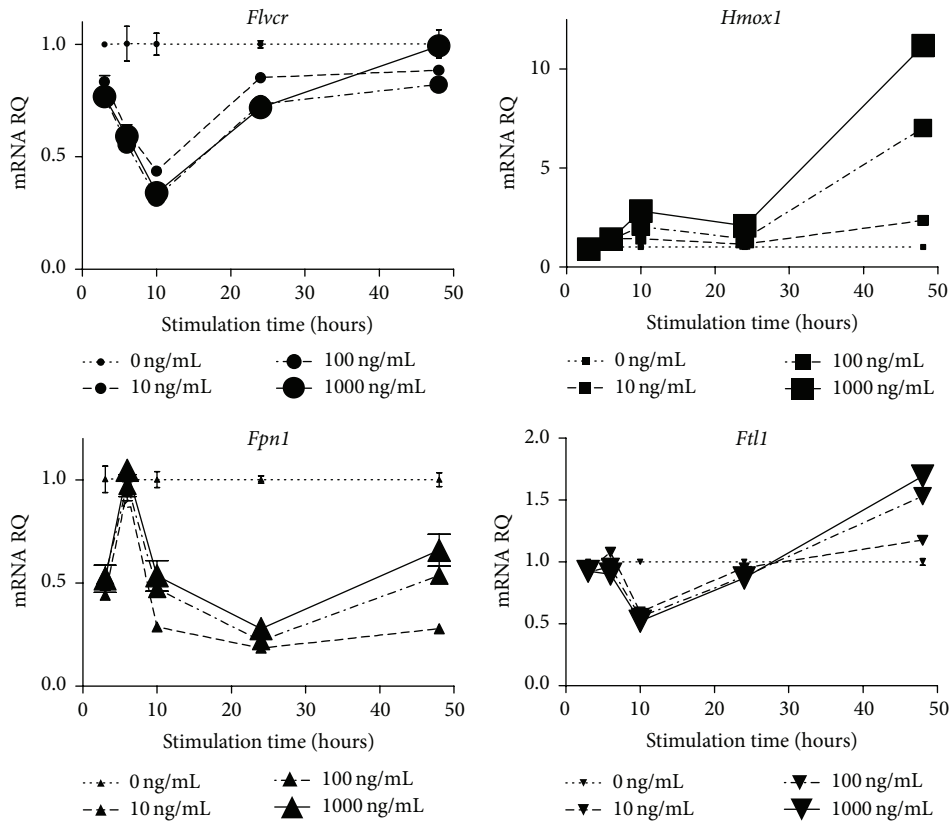 Flvcr
1.0
0.5
0.0
mRNA RQ
0 10 20 30 40 50
Stimulation time (hours)
0 ng/mL 100 ng/mL
10 ng/mL 1000 ng/mL
Hmox1
10
5
0
mRNA RQ
0 10 20 30 40 50
Stimulation time (hours)
0 ng/mL 100 ng/mL
10 ng/mL 1000 ng/mL
Fpn1
1.0
0.5
0.0
mRNA RQ
0 10 20 30 40 50
Stimulation time (hours)
0 ng/mL 100 ng/mL
10 ng/mL 1000 ng/mL
Ftl1
2.0
1.5
1.0
0.5
0.0
mRNA RQ
0 10 20 30 40 50
Stimulation time (hours)
0 ng/mL 100 ng/mL
10 ng/mL 1000 ng/mL